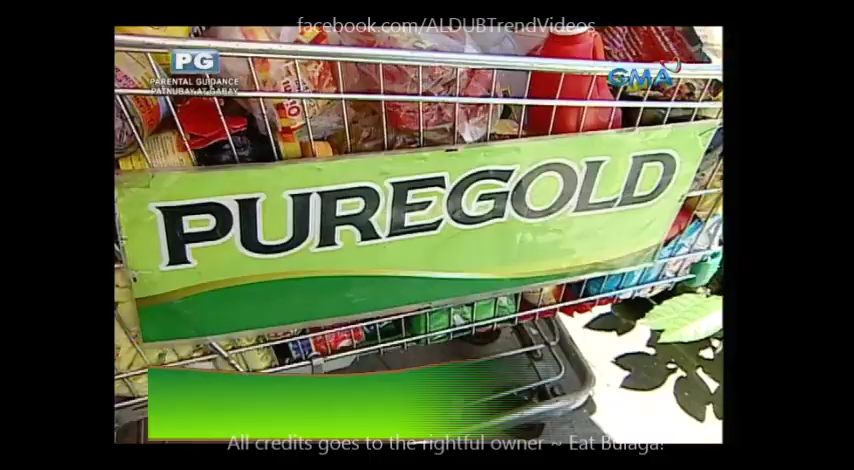 facebook.com/ALDUBTrendVideos
PG
PARENTAL GUIDANCE
PATNUBAY AT GABAY
GMA
PUREGOLD
All credits goes to the rightful owner ~ Eat Bulaga!